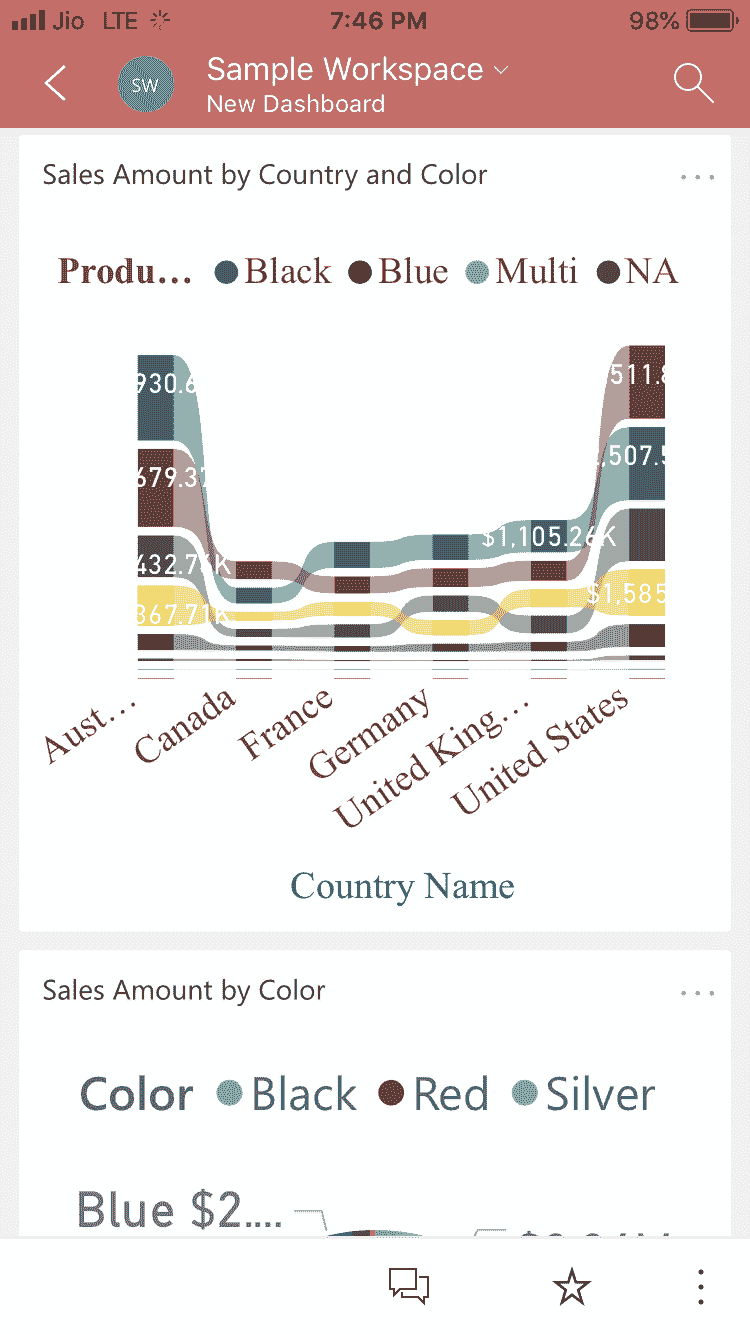 Jio LTE 7:46 PM 98%
SW
Sample Workspace
New Dashboard
Sales Amount by Country and Color
Produ... Black Blue Multi NA
930.6
511.8
,507.5
679.37
$1,105.26K
432.71K
$1,585
867.71K
Aust... Canada France Germany United King... United States
Country Name
Sales Amount by Color
Color Black Red Silver
Blue $2....